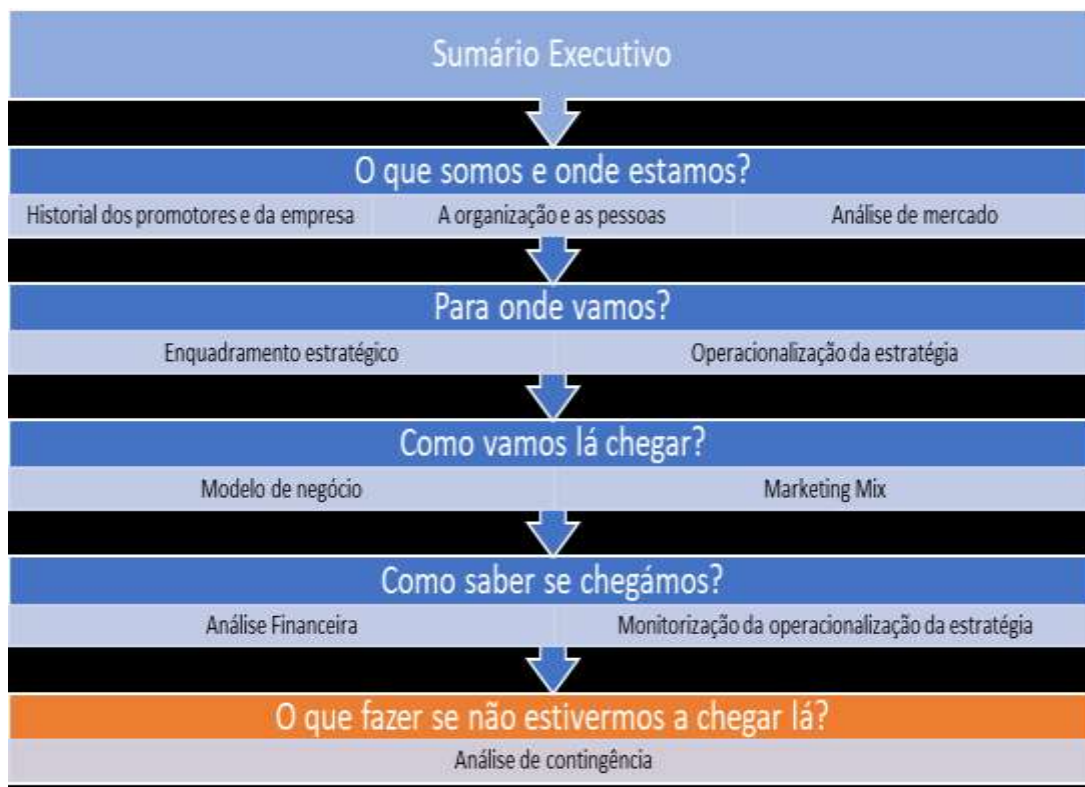 Sumário Executivo
O que somos e onde estamos?
Historial dos promotores e da empresa
A organização e as pessoas
Análise de mercado
Para onde vamos?
Enquadramento estratégico
Operacionalização da estratégia
Como vamos lá chegar?
Modelo de negócio
Marketing Mix
Como saber se chegámos?
Análise Financeira
Monitorização da operacionalização da estratégia
O que fazer se não estivermos a chegar lá?
Análise de contingência